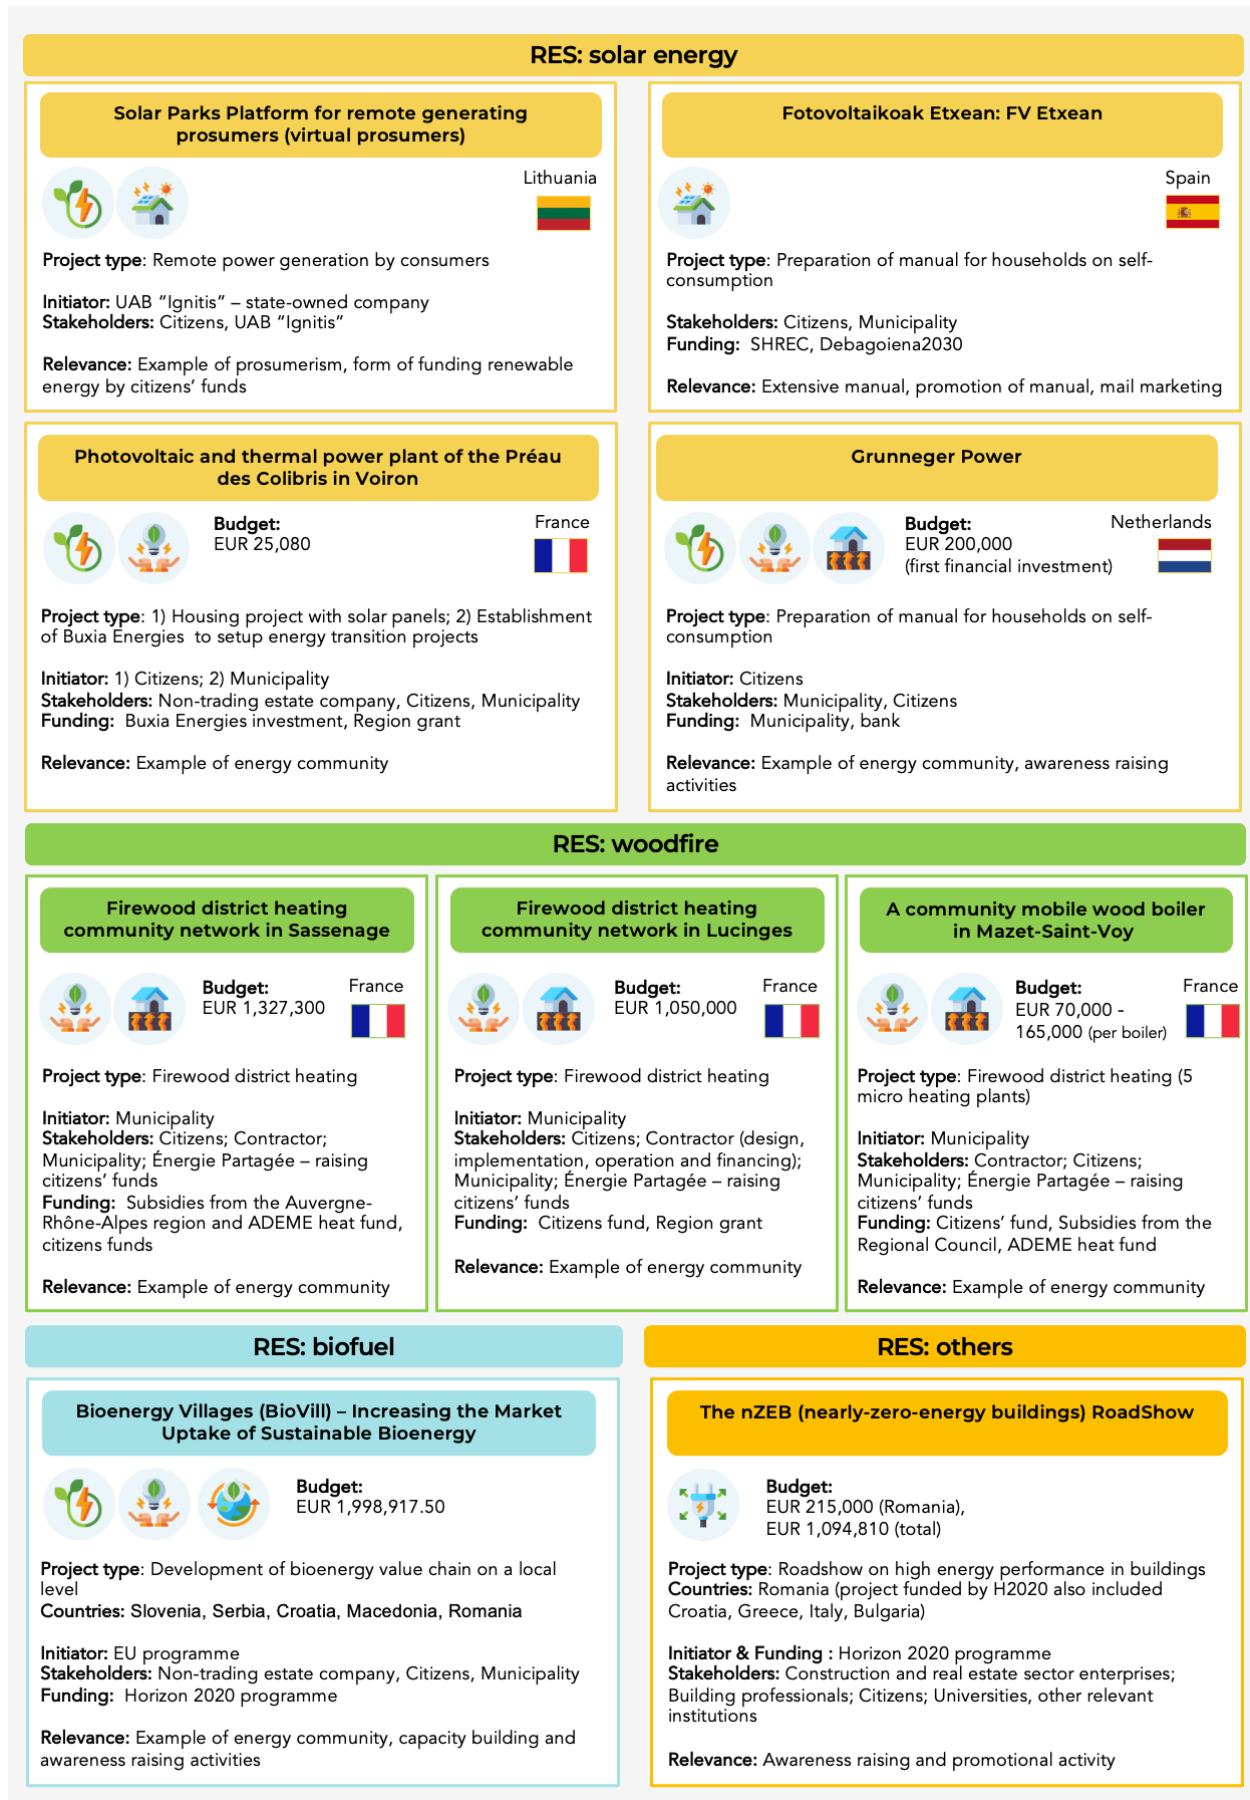 RES: solar energy
Solar Parks Platform for remote generating
prosumers (virtual prosumers)
Lithuania
Project type: Remote power generation by consumers
Initiator: UAB “Ignitis” – state-owned company
Stakeholders: Citizens, UAB “Ignitis”
Relevance: Example of prosumerism, form of funding renewable
energy by citizens’ funds
Fotovoltaikoak Etxean: FV Etxean
Spain
Project type: Preparation of manual for households on self-
consumption
Stakeholders: Citizens, Municipality
Funding:  SHREC, Debagoiena2030
Relevance: Extensive manual, promotion of manual, mail marketing
Photovoltaic and thermal power plant of the Préau
des Colibris in Voiron
Budget:
EUR 25,080
France
Project type: 1) Housing project with solar panels; 2) Establishment
of Buxia Energies  to setup energy transition projects
Initiator: 1) Citizens; 2) Municipality
Stakeholders: Non-trading estate company, Citizens, Municipality
Funding:  Buxia Energies investment, Region grant
Relevance: Example of energy community
Grunneger Power
Budget:
EUR 200,000
(first financial investment)
Netherlands
Project type: Preparation of manual for households on self-
consumption
Initiator: Citizens
Stakeholders: Municipality, Citizens
Funding:  Municipality, bank
Relevance: Example of energy community, awareness raising
activities
RES: woodfire
Firewood district heating
community network in Sassenage
Budget:
EUR 1,327,300
France
Project type: Firewood district heating
Initiator: Municipality
Stakeholders: Citizens; Contractor;
Municipality; Énergie Partagée – raising
citizens’ funds
Funding:  Subsidies from the Auvergne-
Rhône-Alpes region and ADEME heat fund,
citizens funds
Relevance: Example of energy community
Firewood district heating
community network in Lucinges
Budget:
EUR 1,050,000
France
Project type: Firewood district heating
Initiator: Municipality
Stakeholders: Citizens; Contractor (design,
implementation, operation and financing);
Municipality; Énergie Partagée – raising
citizens’ funds
Funding:  Citizens fund, Region grant
Relevance: Example of energy community
A community mobile wood boiler
in Mazet-Saint-Voy
Budget:
EUR 70,000 -
165,000 (per boiler)
France
Project type: Firewood district heating (5
micro heating plants)
Initiator: Municipality
Stakeholders: Contractor; Citizens;
Municipality; Énergie Partagée – raising
citizens’ funds
Funding: Citizens’ fund, Subsidies from the
Regional Council, ADEME heat fund
Relevance: Example of energy community
RES: biofuel
Bioenergy Villages (BioVill) – Increasing the Market
Uptake of Sustainable Bioenergy
Budget:
EUR 1,998,917.50
Project type: Development of bioenergy value chain on a local
level
Countries: Slovenia, Serbia, Croatia, Macedonia, Romania
Initiator: EU programme
Stakeholders: Non-trading estate company, Citizens, Municipality
Funding:  Horizon 2020 programme
Relevance: Example of energy community, capacity building and
awareness raising activities
RES: others
The nZEB (nearly-zero-energy buildings) RoadShow
Budget:
EUR 215,000 (Romania),
EUR 1,094,810 (total)
Project type: Roadshow on high energy performance in buildings
Countries: Romania (project funded by H2020 also included
Croatia, Greece, Italy, Bulgaria)
Initiator & Funding : Horizon 2020 programme
Stakeholders: Construction and real estate sector enterprises;
Building professionals; Citizens; Universities, other relevant
institutions
Relevance: Awareness raising and promotional activity